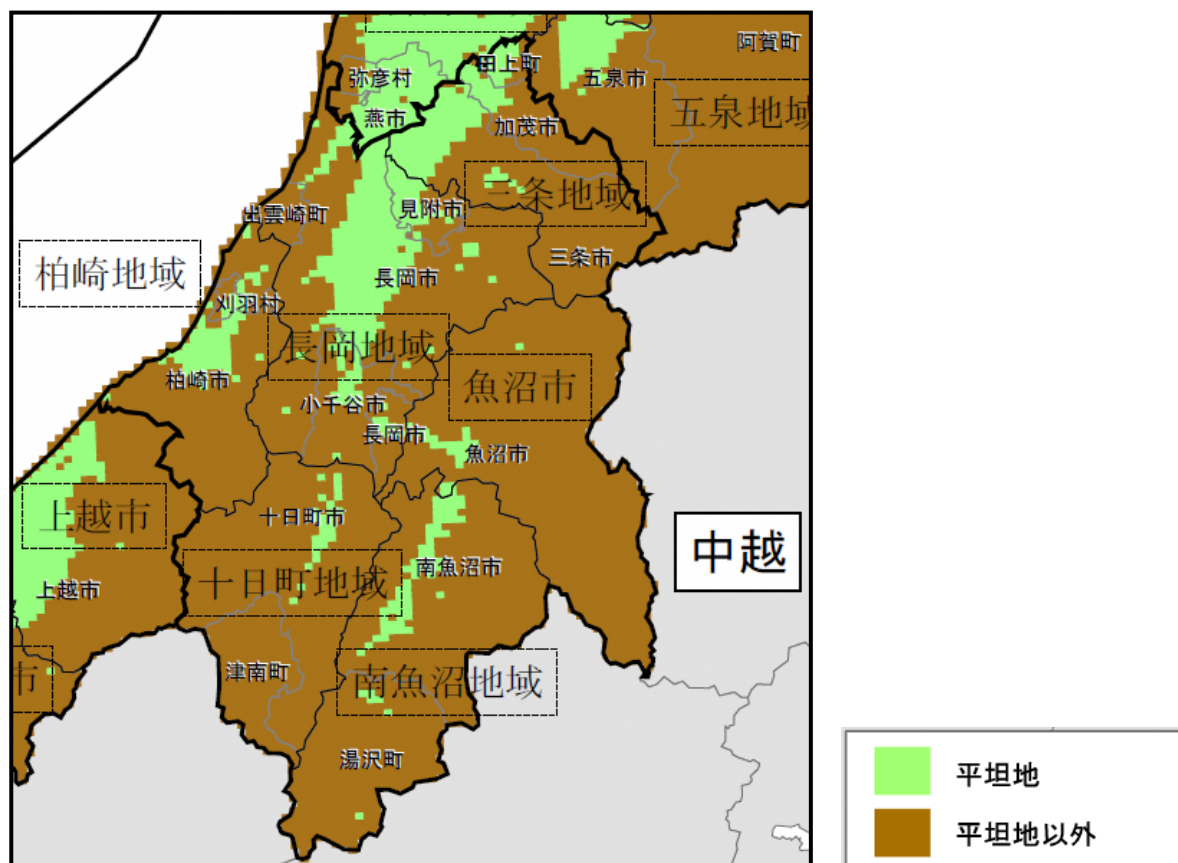 阿賀町
田上町
弥彦村
五泉市
五泉地域
燕市
加茂市
三条地域
見附市
出雲崎町
三条市
柏崎地域
長岡市
刈羽村
長岡地域
魚沼市
柏崎市
小千谷市
長岡市
魚沼市
上越市
十日町市
中越
南魚沼市
十日町地域
上越市
津南町
南魚沼地域
市
湯沢町
平坦地
平坦地以外